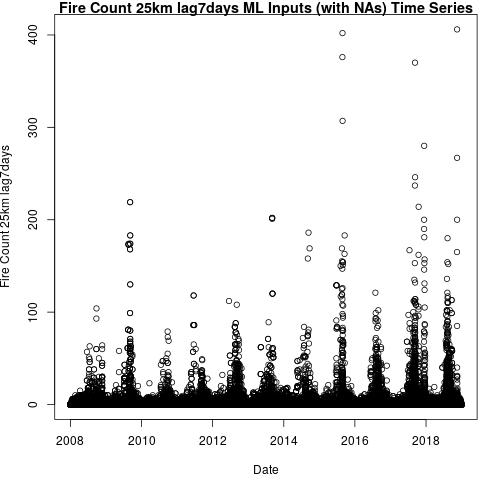 Fire Count 25km lag7days ML Inputs (with NAs) Time Series
Fire Count 25km lag7days
400
300
200
100
0
2008 2010 2012 2014 2016 2018
Date